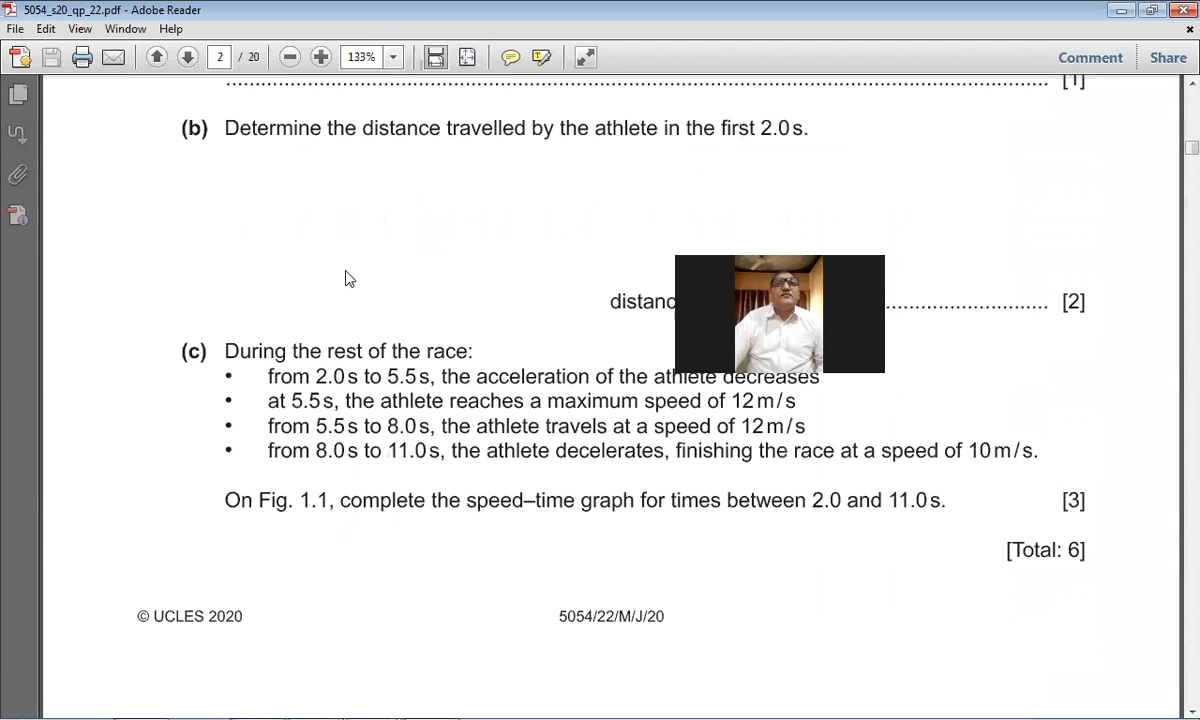 5054_s20_qp_22.pdf - Adobe Reader
File Edit View Window Help
2 / 20 133% Comment Share
[1]
(b) Determine the distance travelled by the athlete in the first 2.0 s.
[2]
(c) During the rest of the race:
• from 2.0 s to 5.5 s, the acceleration of the athlete decreases
• at 5.5 s, the athlete reaches a maximum speed of 12 m / s
• from 5.5 s to 8.0 s, the athlete travels at a speed of 12 m / s
• from 8.0 s to 11.0 s, the athlete decelerates, finishing the race at a speed of 10 m / s.
On Fig. 1.1, complete the speed–time graph for times between 2.0 and 11.0 s. [3]
[Total: 6]
© UCLES 2020 5054/22/M/J/20